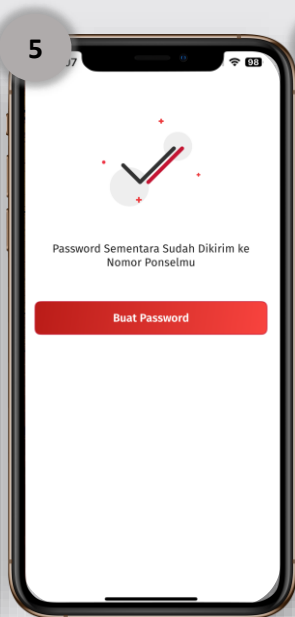 5
98
Password Sementara Sudah Dikirim ke
Nomor Ponselmu
Buat Password